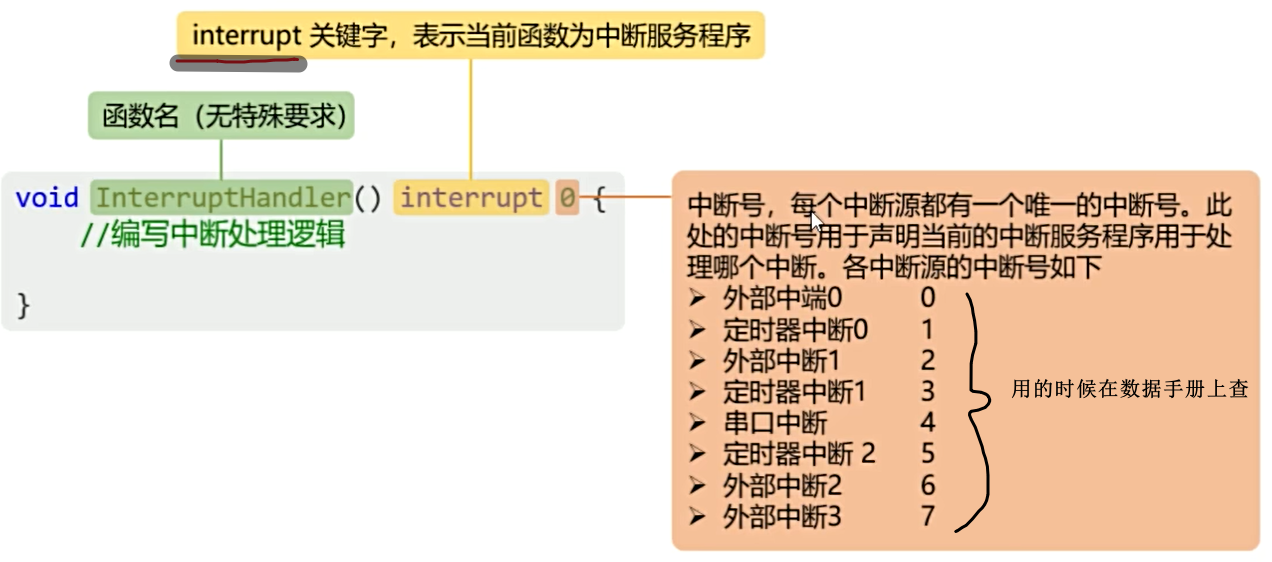 interrupt 关键字，表示当前函数为中断服务程序
函数名（无特殊要求）
void InterruptHandler() interrupt 0 {
//编写中断处理逻辑
}
中断号，每个中断源都有一个唯一的中断号。此
处的中断号用于声明当前的中断服务程序用于处
理哪个中断。各中断源的中断号如下
➢ 外部中端0 0
➢ 定时器中断0 1
➢ 外部中断1 2
➢ 定时器中断1 3
➢ 串口中断 4
➢ 定时器中断 2 5
➢ 外部中断2 6
➢ 外部中断3 7
用的时候在数据手册上查